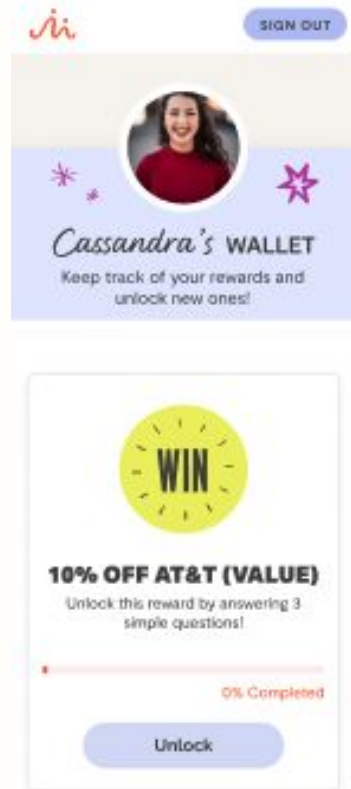 SIGN OUT
Cassandra's WALLET
Keep track of your rewards and
unlock new ones!
WIN
10% OFF AT&T (VALUE)
Unlock this reward by answering 3
simple questions!
0% Completed
Unlock